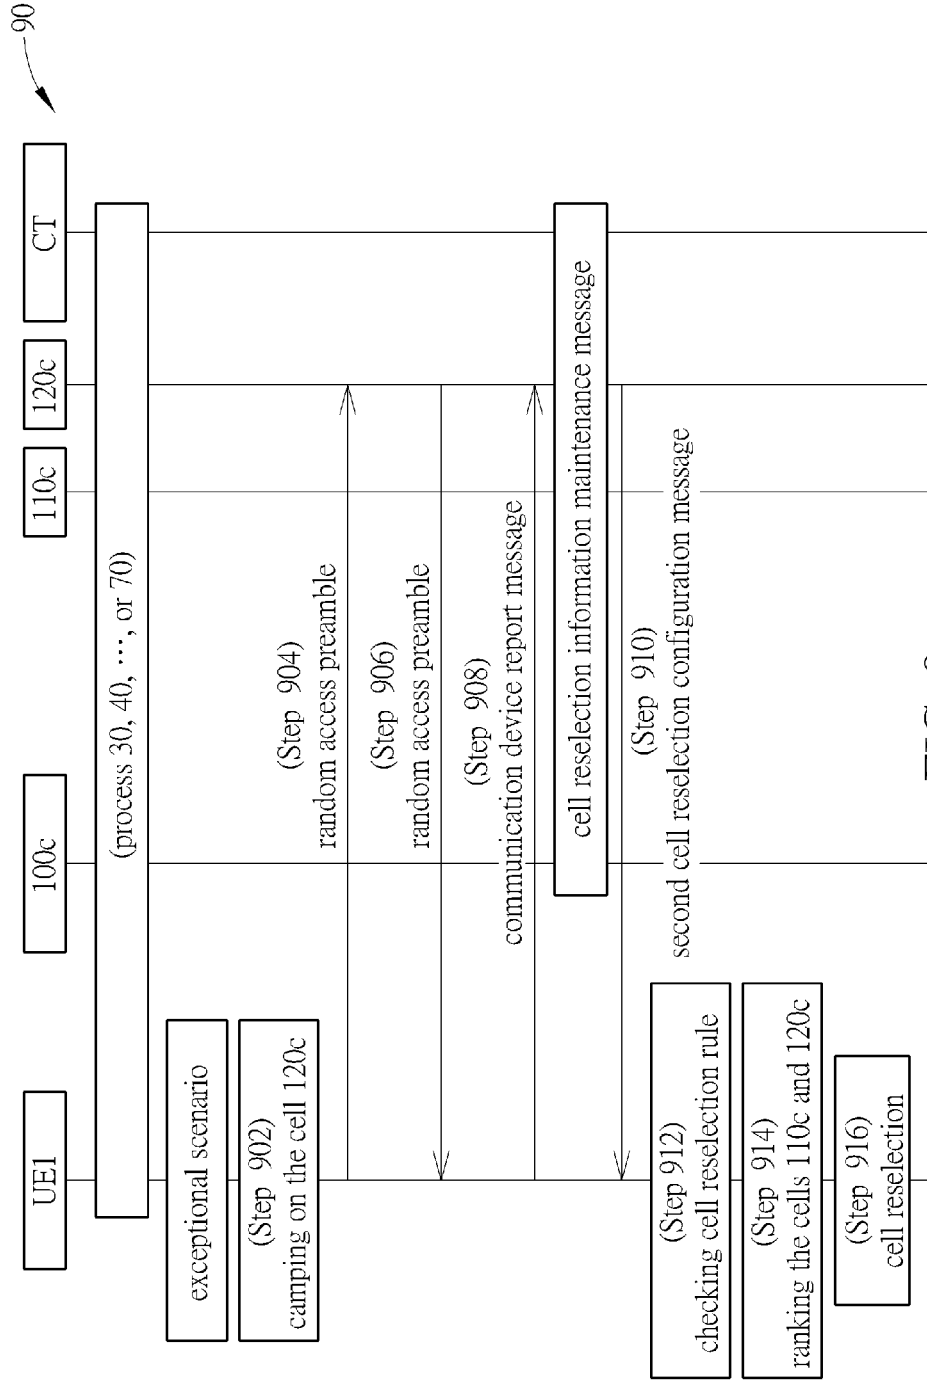 90
UE1
100c
110c
120c
CT
(process 30, 40, ⋯, or 70)
exceptional scenario
(Step 902)
camping on the cell 120c
(Step 904)
random access preamble
(Step 906)
random access preamble
(Step 908)
communication device report message
cell reselection information maintenance message
(Step 910)
second cell reselection configuration message
(Step 912)
checking cell reselection rule
(Step 914)
ranking the cells 110c and 120c
(Step 916)
cell reselection